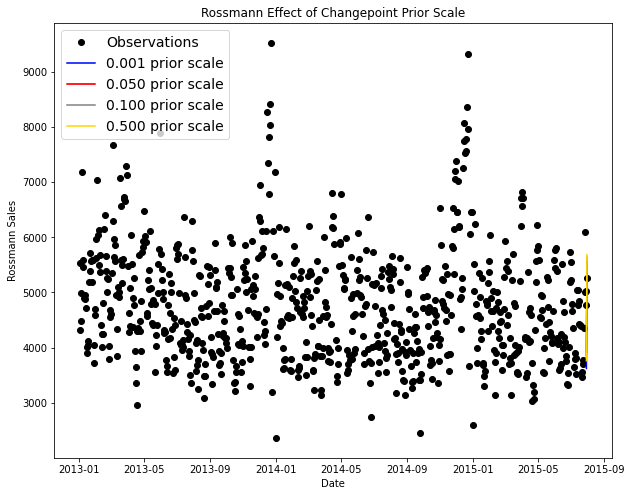 Rossmann Effect of Changepoint Prior Scale
Observations
0.001 prior scale
0.050 prior scale
0.100 prior scale
0.500 prior scale
9000
8000
7000
6000
5000
4000
3000
Rossmann Sales
2013-01 2013-05 2013-09 2014-01 2014-05 2014-09 2015-01 2015-05 2015-09
Date